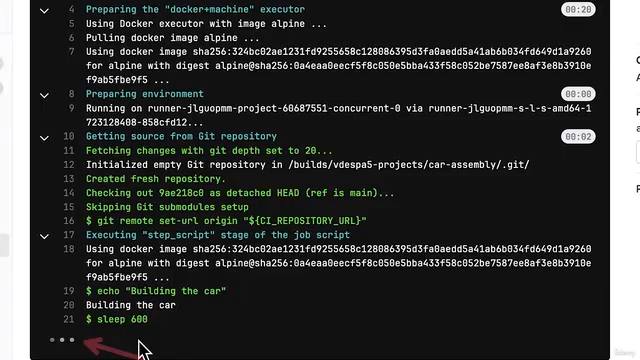 4 Preparing the "docker+machine" executor 00:20
5 Using Docker executor with image alpine ...
6 Pulling docker image alpine ...
7 Using docker image sha256:324bc02ae1231fd9255658c128086395d3fa0aedd5a41ab6b034fd649d1a9260
for alpine with digest alpine@sha256:0a4eaa0eecf5f8c050e5bba433f58c052be7587ee8af3e8b3910e
f9ab5fbe9f5 ...
8 Preparing environment 00:00
9 Running on runner-jlguopmm-project-60687551-concurrent-0 via runner-jlguopmm-s-l-s-amd64-1
723128408-858cfd12...
10 Getting source from Git repository 00:02
11 Fetching changes with git depth set to 20...
12 Initialized empty Git repository in /builds/vdespa5-projects/car-assembly/.git/
13 Created fresh repository.
14 Checking out 9ae218c0 as detached HEAD (ref is main)...
15 Skipping Git submodules setup
16 $ git remote set-url origin "${CI_REPOSITORY_URL}"
17 Executing "step_script" stage of the job script
18 Using docker image sha256:324bc02ae1231fd9255658c128086395d3fa0aedd5a41ab6b034fd649d1a9260
for alpine with digest alpine@sha256:0a4eaa0eecf5f8c050e5bba433f58c052be7587ee8af3e8b3910e
f9ab5fbe9f5 ...
19 $ echo "Building the car"
20 Building the car
21 $ sleep 600